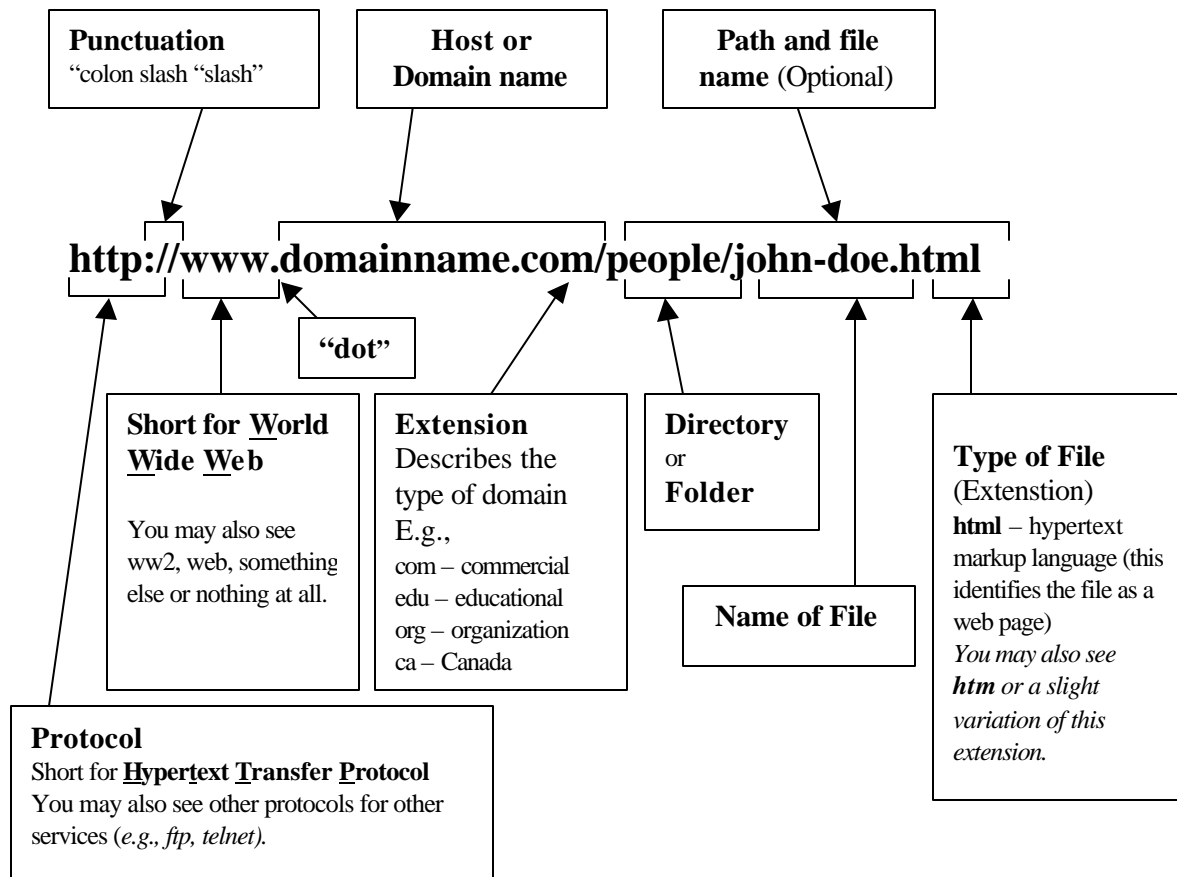 Punctuation
“colon slash “slash”
Host or
Domain name
Path and file
name (Optional)
http://www.domainname.com/people/john-doe.html
“dot”
Short for World
Wide Web
You may also see
ww2, web, something
else or nothing at all.
Extension
Describes the
type of domain
E.g.,
com – commercial
edu – educational
org – organization
ca – Canada
Directory
or
Folder
Name of File
Type of File
(Extenstion)
html – hypertext
markup language (this
identifies the file as a
web page)
You may also see
htm or a slight
variation of this
extension.
Protocol
Short for Hypertext Transfer Protocol
You may also see other protocols for other
services (e.g., ftp, telnet).